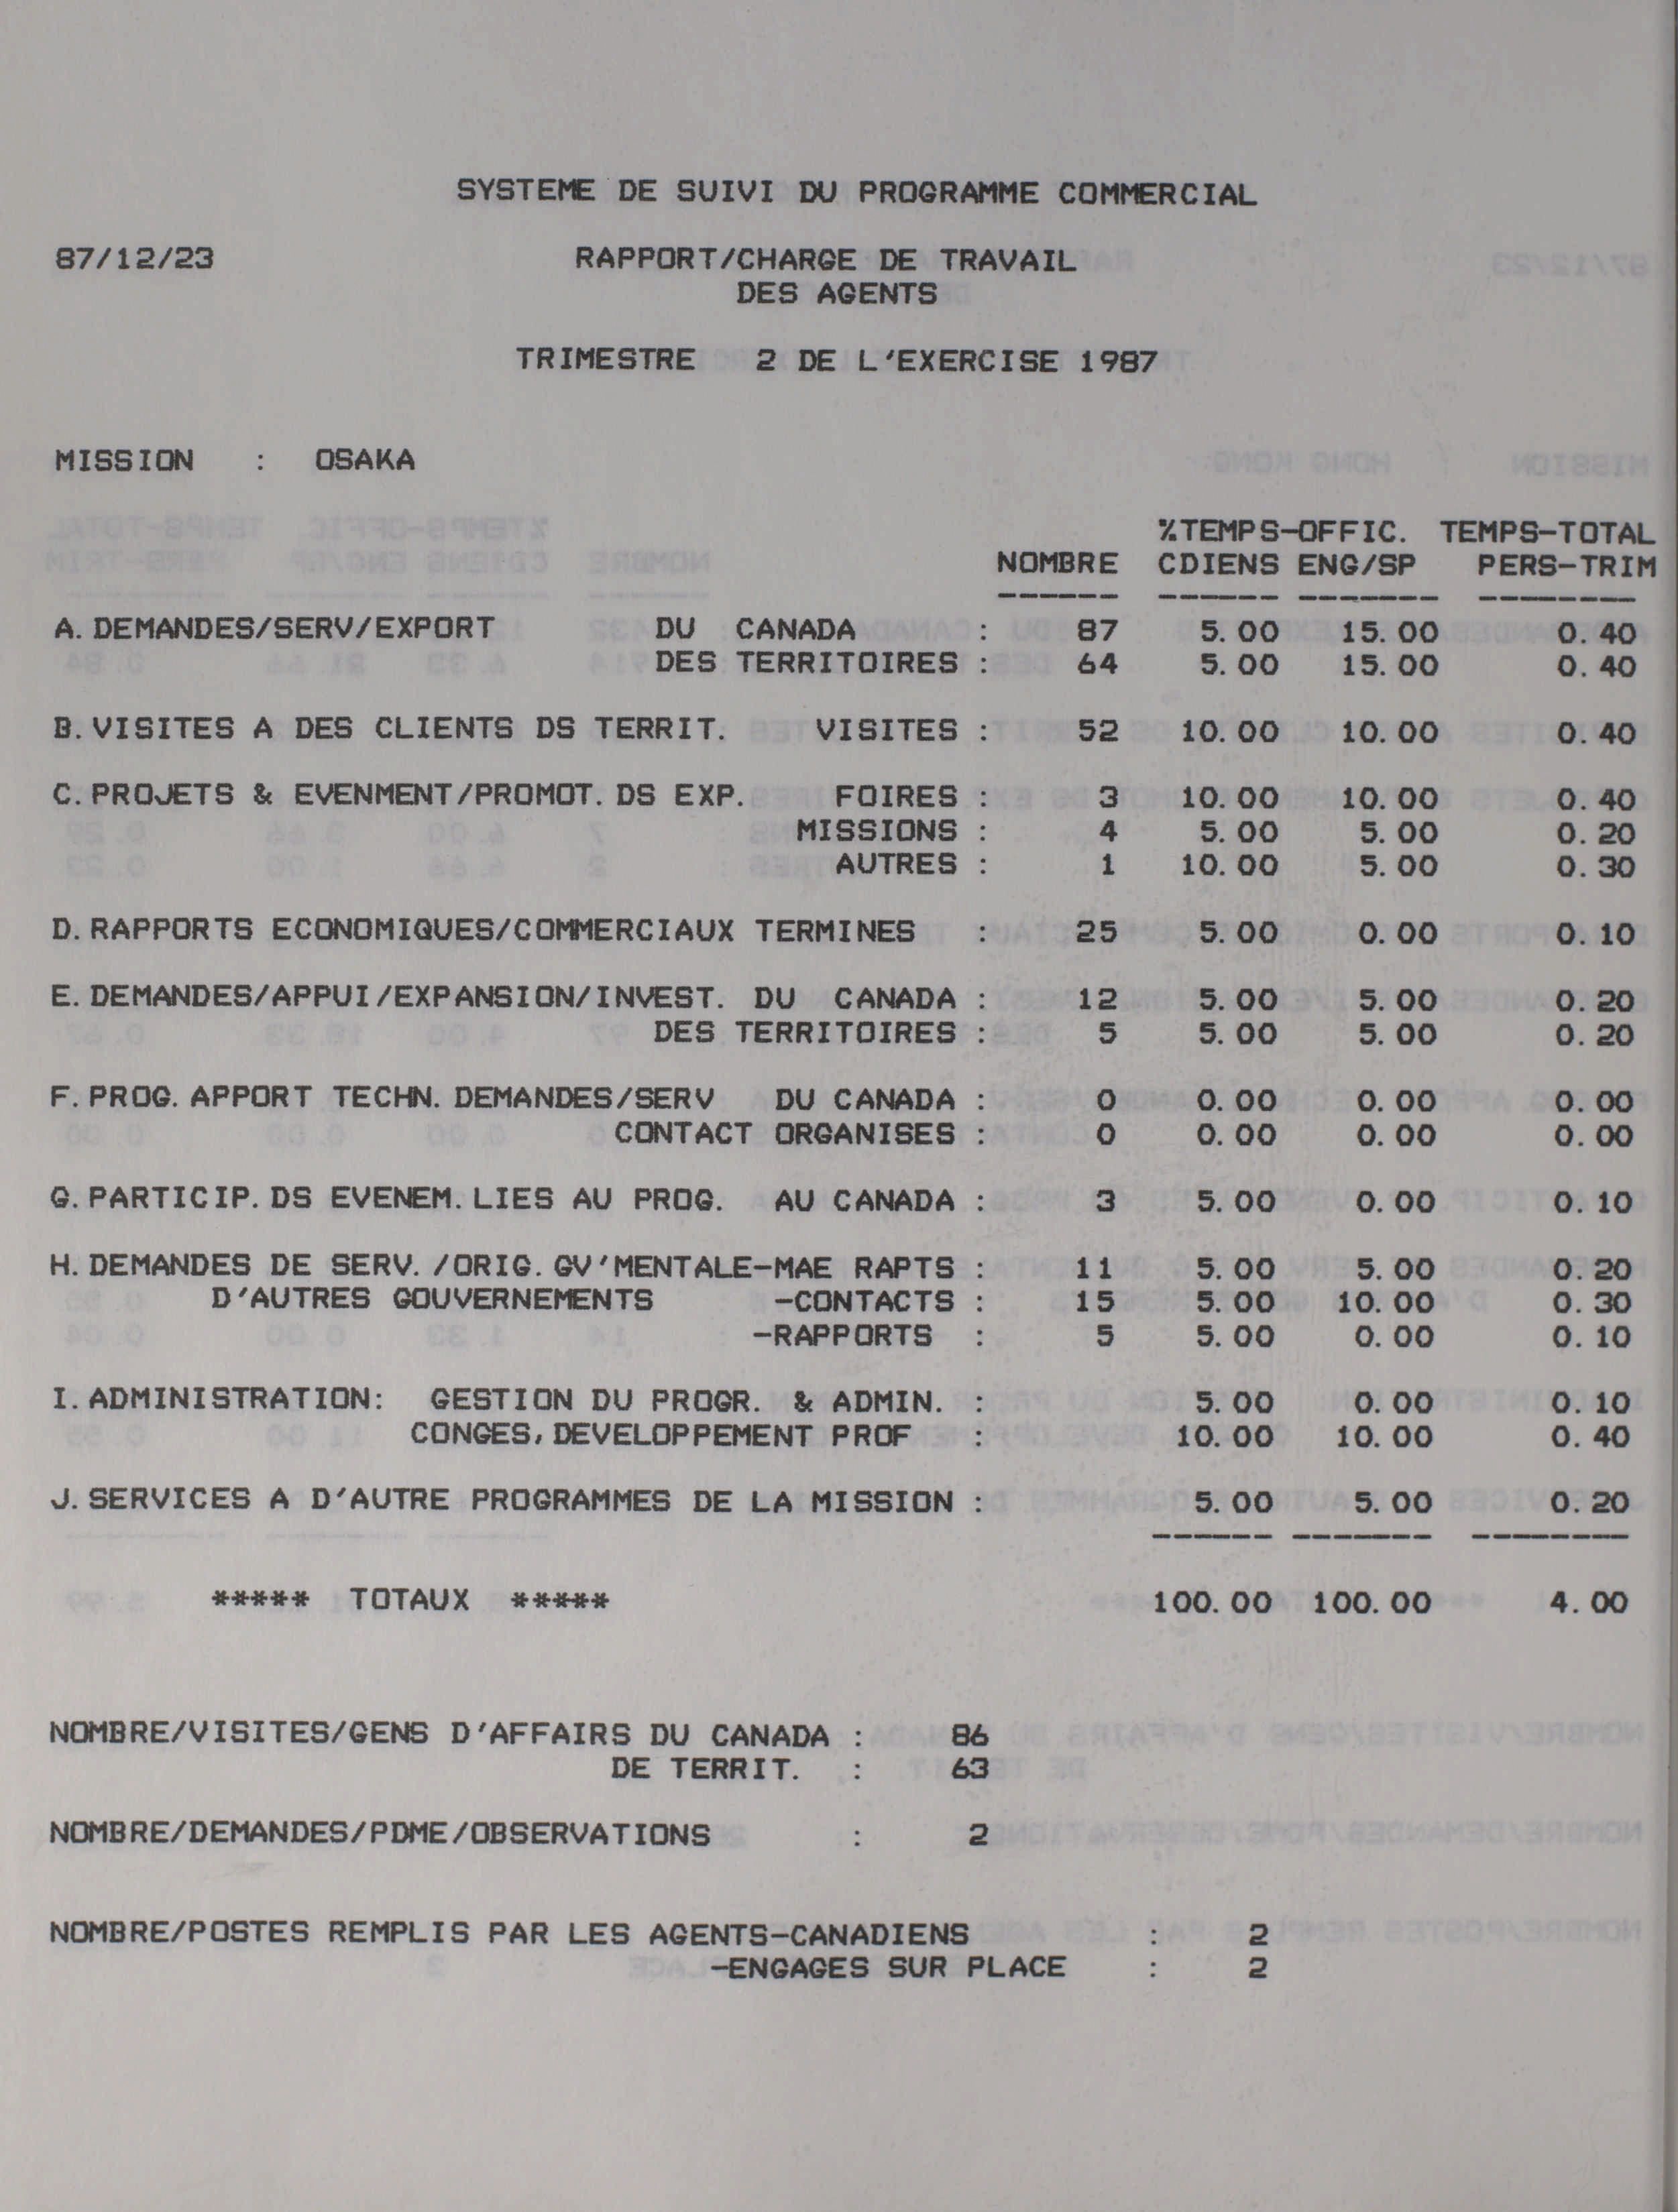 SYSTEME DE SUIVI DU PROGRAMME COMMERCIAL
87/12/23 RAPPORT/CHARGE DE TRAVAIL
DES AGENTS
TRIMESTRE 2 DE L'EXERCISE 1987
MISSION : OSAKA
%TEMPS-OFFIC. TEMPS-TOTAL
NOMBRE CDIENS ENG/SP PERS-TRIM
------ ------ ------- --------
A. DEMANDES/SERV/EXPORT DU CANADA : 87 5.00 15.00 0.40
DES TERRITOIRES : 64 5.00 15.00 0.40
B. VISITES A DES CLIENTS DS TERRIT. VISITES : 52 10.00 10.00 0.40
C. PROJETS & EVENMENT/PROMOT. DS EXP. FOIRES : 3 10.00 10.00 0.40
MISSIONS : 4 5.00 5.00 0.20
AUTRES : 1 10.00 5.00 0.30
D. RAPPORTS ECONOMIQUES/COMMERCIAUX TERMINES : 25 5.00 0.00 0.10
E. DEMANDES/APPUI/EXPANSION/INVEST. DU CANADA : 12 5.00 5.00 0.20
DES TERRITOIRES : 5 5.00 5.00 0.20
F. PROG. APPORT TECHN. DEMANDES/SERV DU CANADA : 0 0.00 0.00 0.00
CONTACT ORGANISES : 0 0.00 0.00 0.00
G. PARTICIP. DS EVENEM. LIES AU PROG. AU CANADA : 3 5.00 0.00 0.10
H. DEMANDES DE SERV. /ORIG. GV'MENTALE-MAE RAPTS : 11 5.00 5.00 0.20
D'AUTRES GOUVERNEMENTS -CONTACTS : 15 5.00 10.00 0.30
-RAPPORTS : 5 5.00 0.00 0.10
I. ADMINISTRATION: GESTION DU PROGR. & ADMIN. : 5.00 0.00 0.10
CONGES, DEVELOPPEMENT PROF : 10.00 10.00 0.40
J. SERVICES A D'AUTRE PROGRAMMES DE LA MISSION : 5.00 5.00 0.20
------ ------- --------
***** TOTAUX ***** 100.00 100.00 4.00
NOMBRE/VISITES/GENS D'AFFAIRS DU CANADA : 86
DE TERRIT. : 63
NOMBRE/DEMANDES/PDME/OBSERVATIONS : 2
NOMBRE/POSTES REMPLIS PAR LES AGENTS-CANADIENS : 2
-ENGAGES SUR PLACE : 2